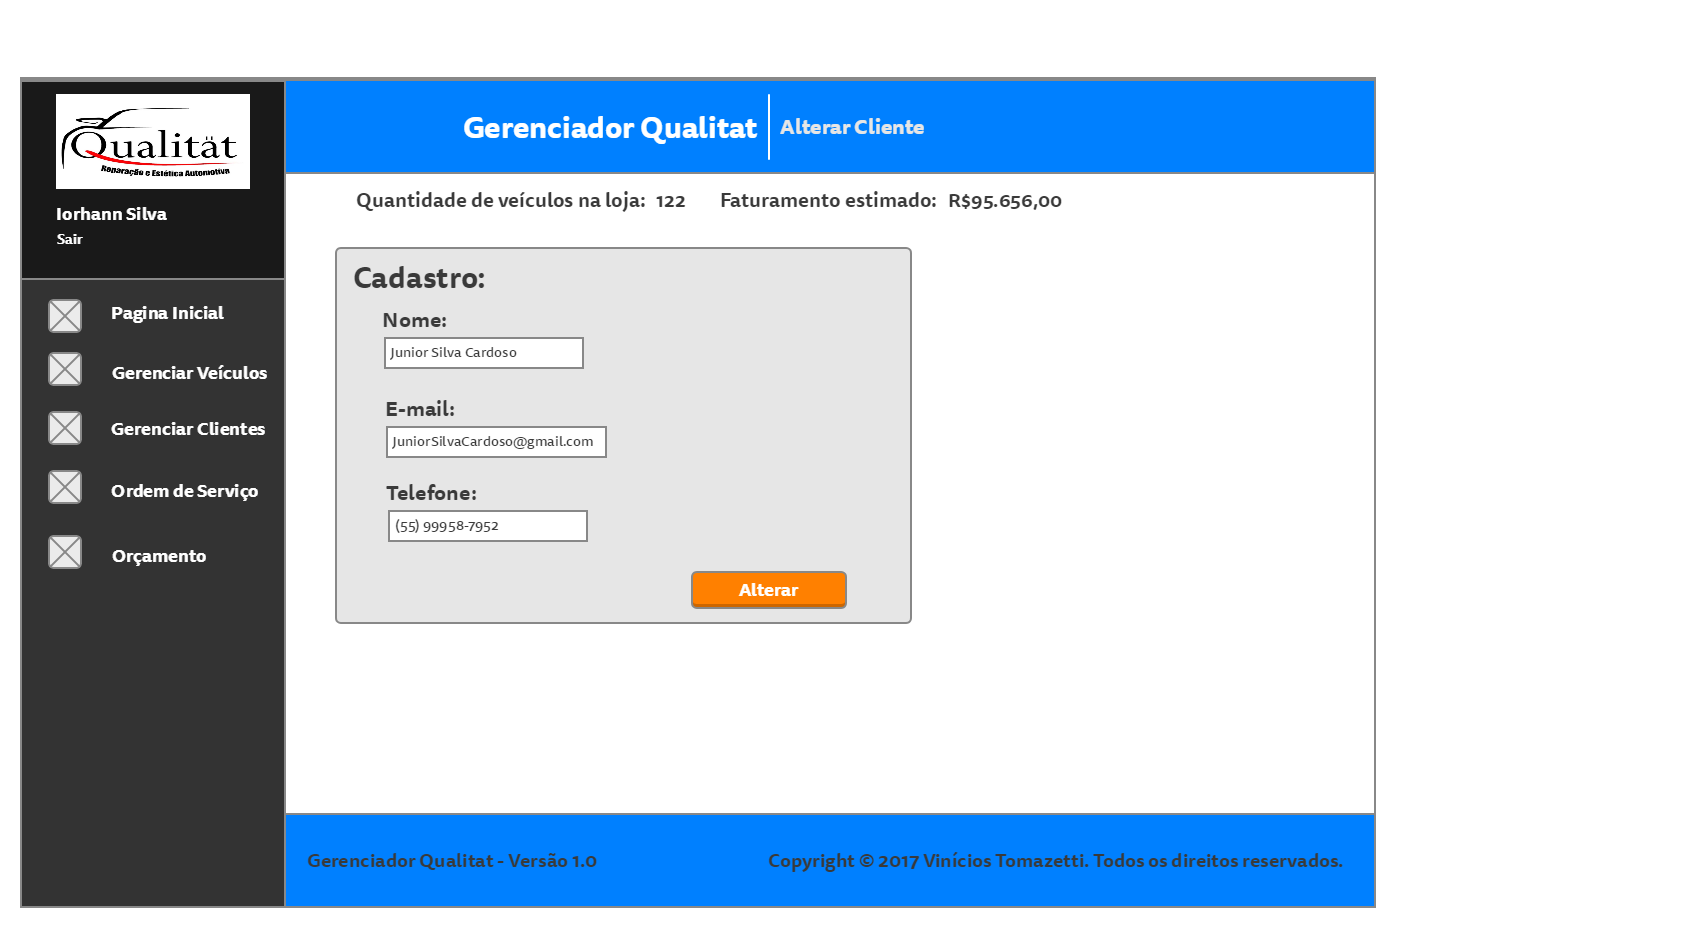 Qualität
Reparação e Estética Automotiva
Iorhann Silva
Sair
Pagina Inicial
Gerenciar Veículos
Gerenciar Clientes
Ordem de Serviço
Orçamento
Gerenciador Qualitat
Alterar Cliente
Quantidade de veículos na loja: 122 Faturamento estimado: R$95.656,00
Cadastro:
Nome:
Junior Silva Cardoso
E-mail:
JuniorSilvaCardoso@gmail.com
Telefone:
(55) 99958-7952
Alterar
Gerenciador Qualitat - Versão 1.0
Copyright © 2017 Vinícios Tomazetti. Todos os direitos reservados.